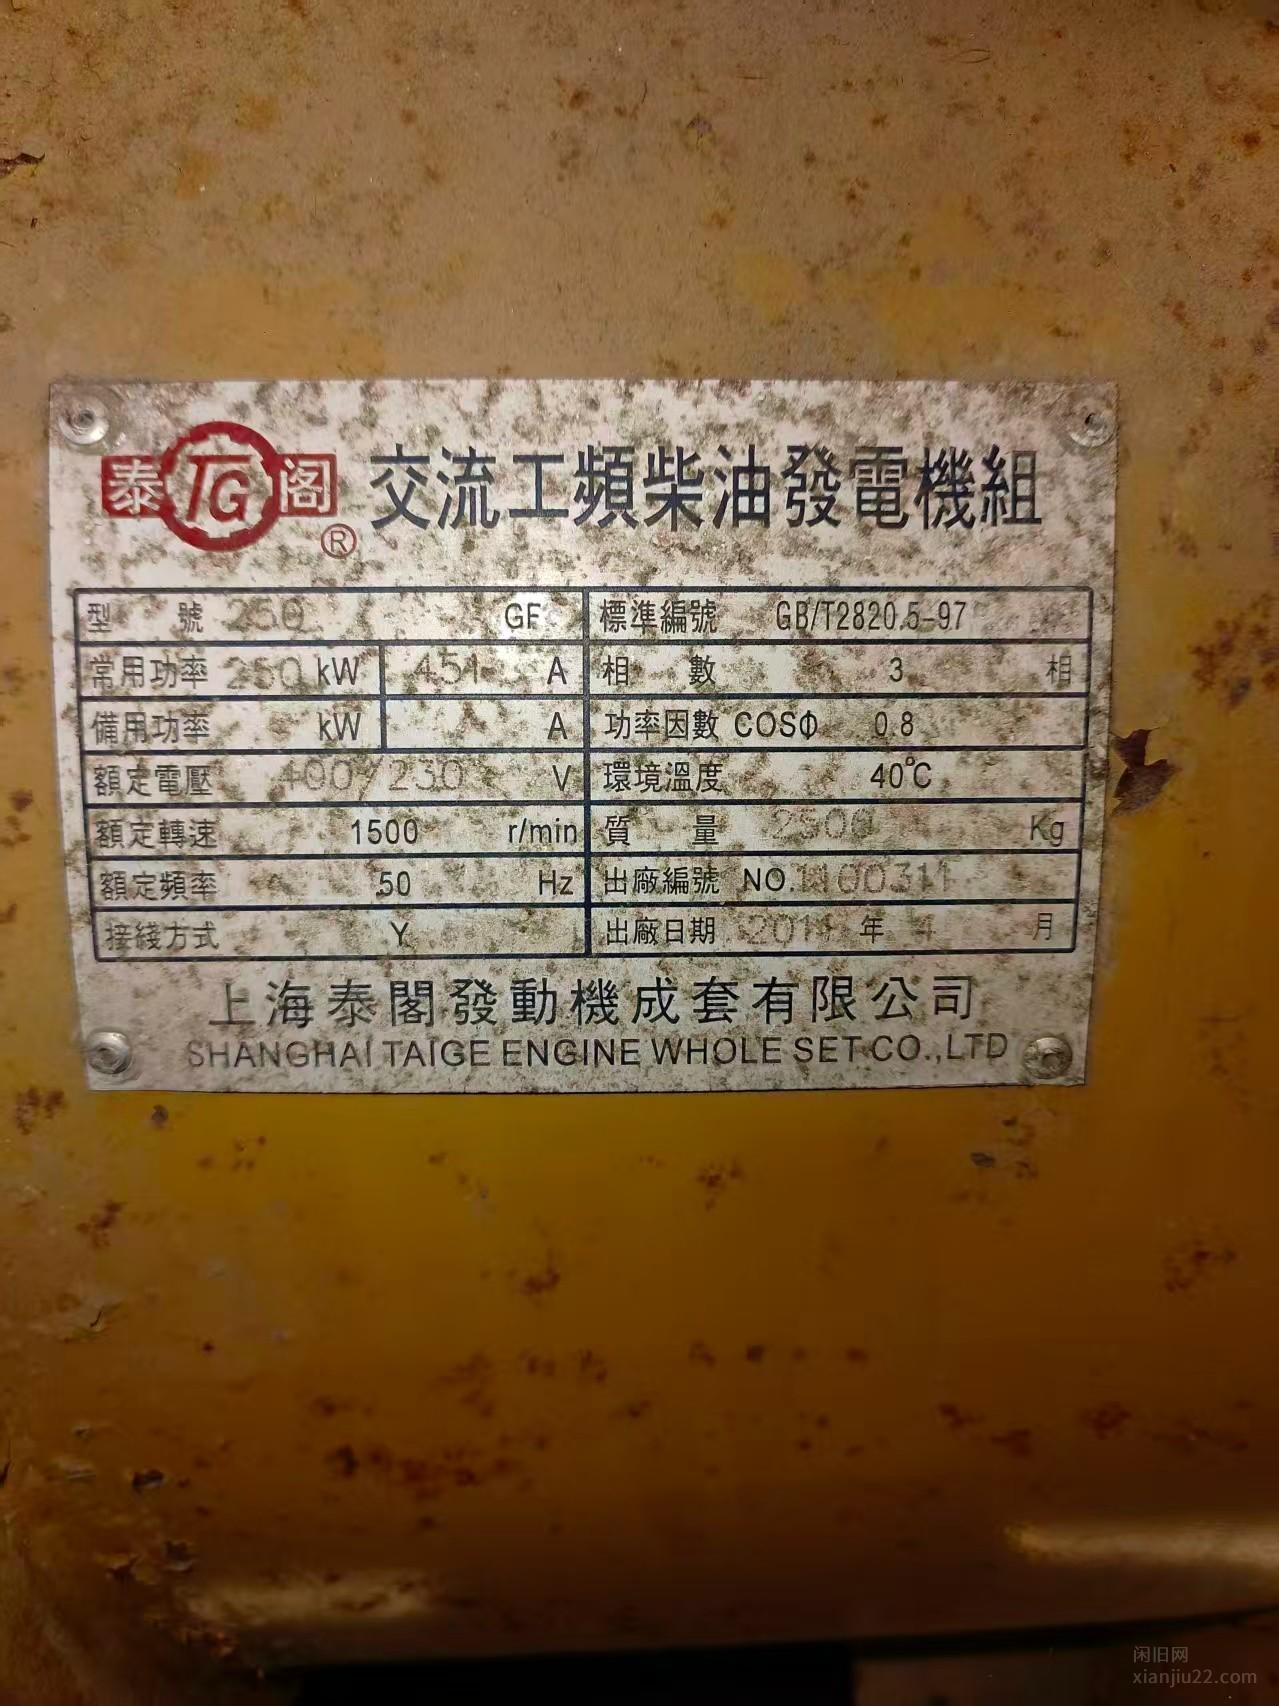 泰 TG 阁 ® 交流工頻柴油發電機組
型 號 250 GF 標準編號 GB/T2820.5-97
常用功率 250 kW 451 A 相 數 3 相
備用功率 kW A 功率因數 COSΦ 0.8
額定電壓 400/230 V 環境溫度 40℃
額定轉速 1500 r/min 質 量 2500 Kg
額定頻率 50 Hz 出廠編號 NO.1100311
接綫方式 Y 出廠日期 2011 年 4 月
上海泰閣發動機成套有限公司
SHANGHAI TAIGE ENGINE WHOLE SET CO.,LTD
闲旧网
xianjiu22.com